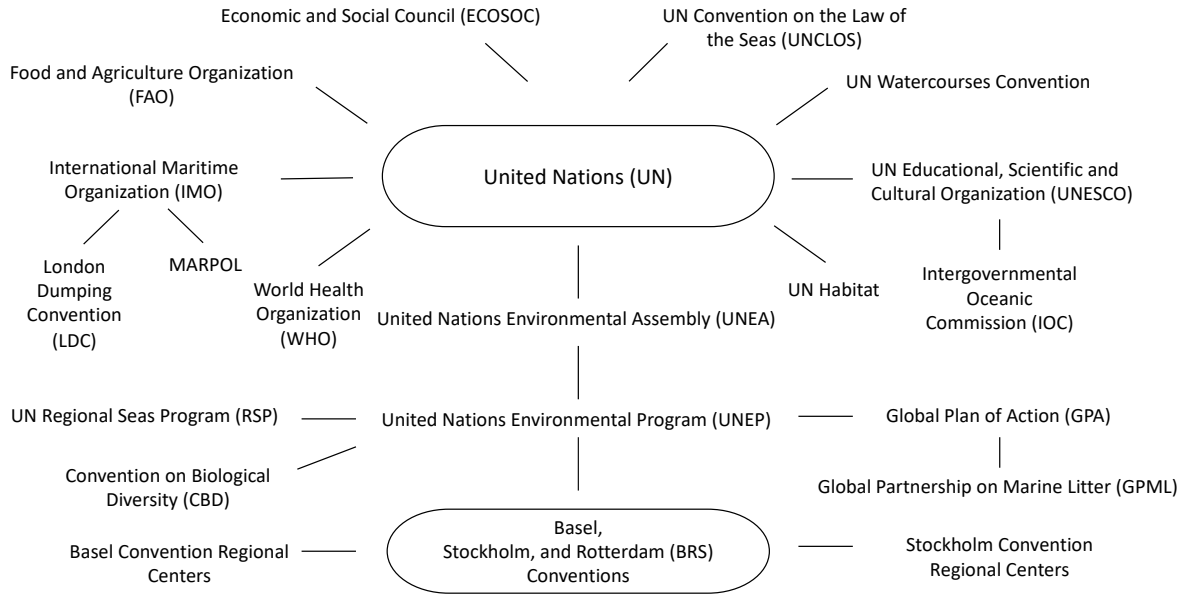 Economic and Social Council (ECOSOC)
UN Convention on the Law of
the Seas (UNCLOS)
Food and Agriculture Organization
(FAO)
UN Watercourses Convention
International Maritime
Organization (IMO)
United Nations (UN)
UN Educational, Scientific and
Cultural Organization (UNESCO)
London
Dumping
Convention
(LDC)
MARPOL
World Health
Organization
(WHO)
UN Habitat
Intergovernmental
Oceanic
Commission (IOC)
United Nations Environmental Assembly (UNEA)
UN Regional Seas Program (RSP)
United Nations Environmental Program (UNEP)
Global Plan of Action (GPA)
Convention on Biological
Diversity (CBD)
Global Partnership on Marine Litter (GPML)
Basel Convention Regional
Centers
Basel,
Stockholm, and Rotterdam (BRS)
Conventions
Stockholm Convention
Regional Centers